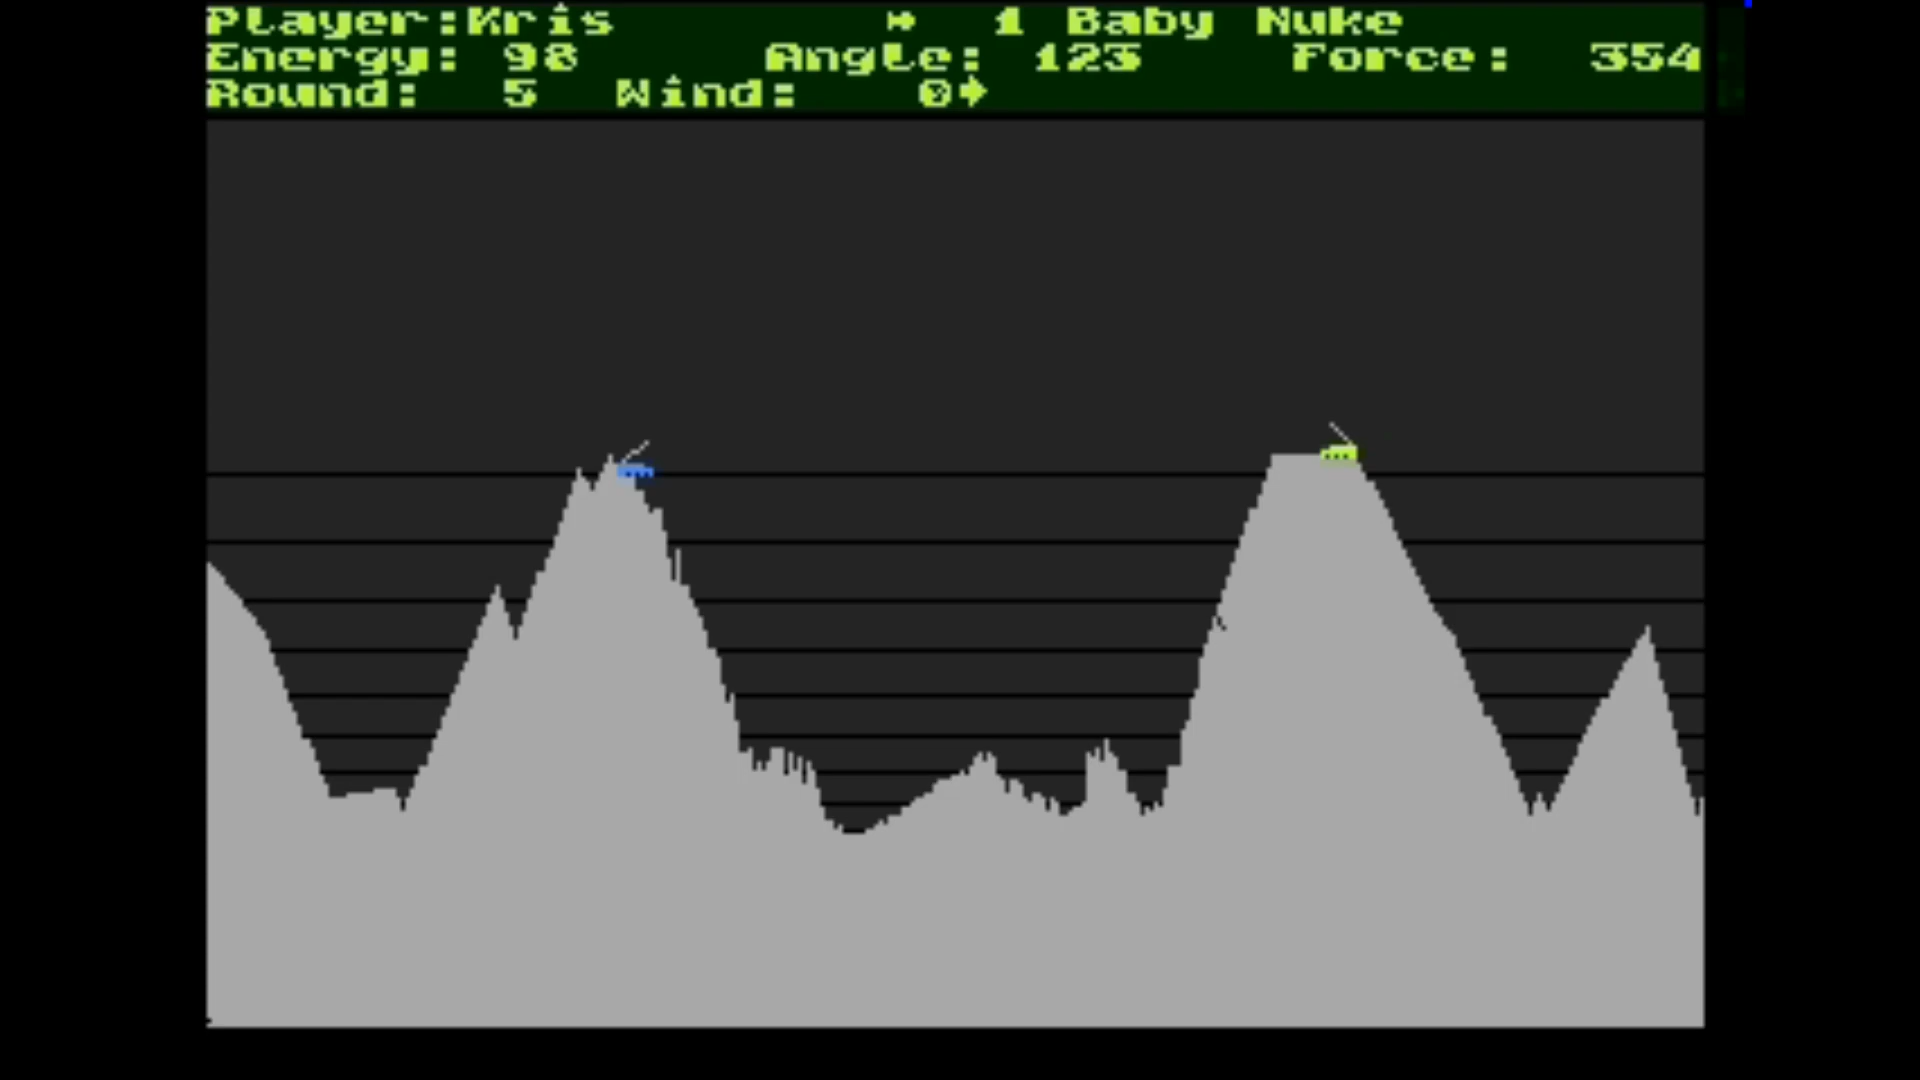 Player:Kris 1 Baby Nuke
Energy: 98 Angle: 123 Force: 354
Round: 5 Wind: 0→